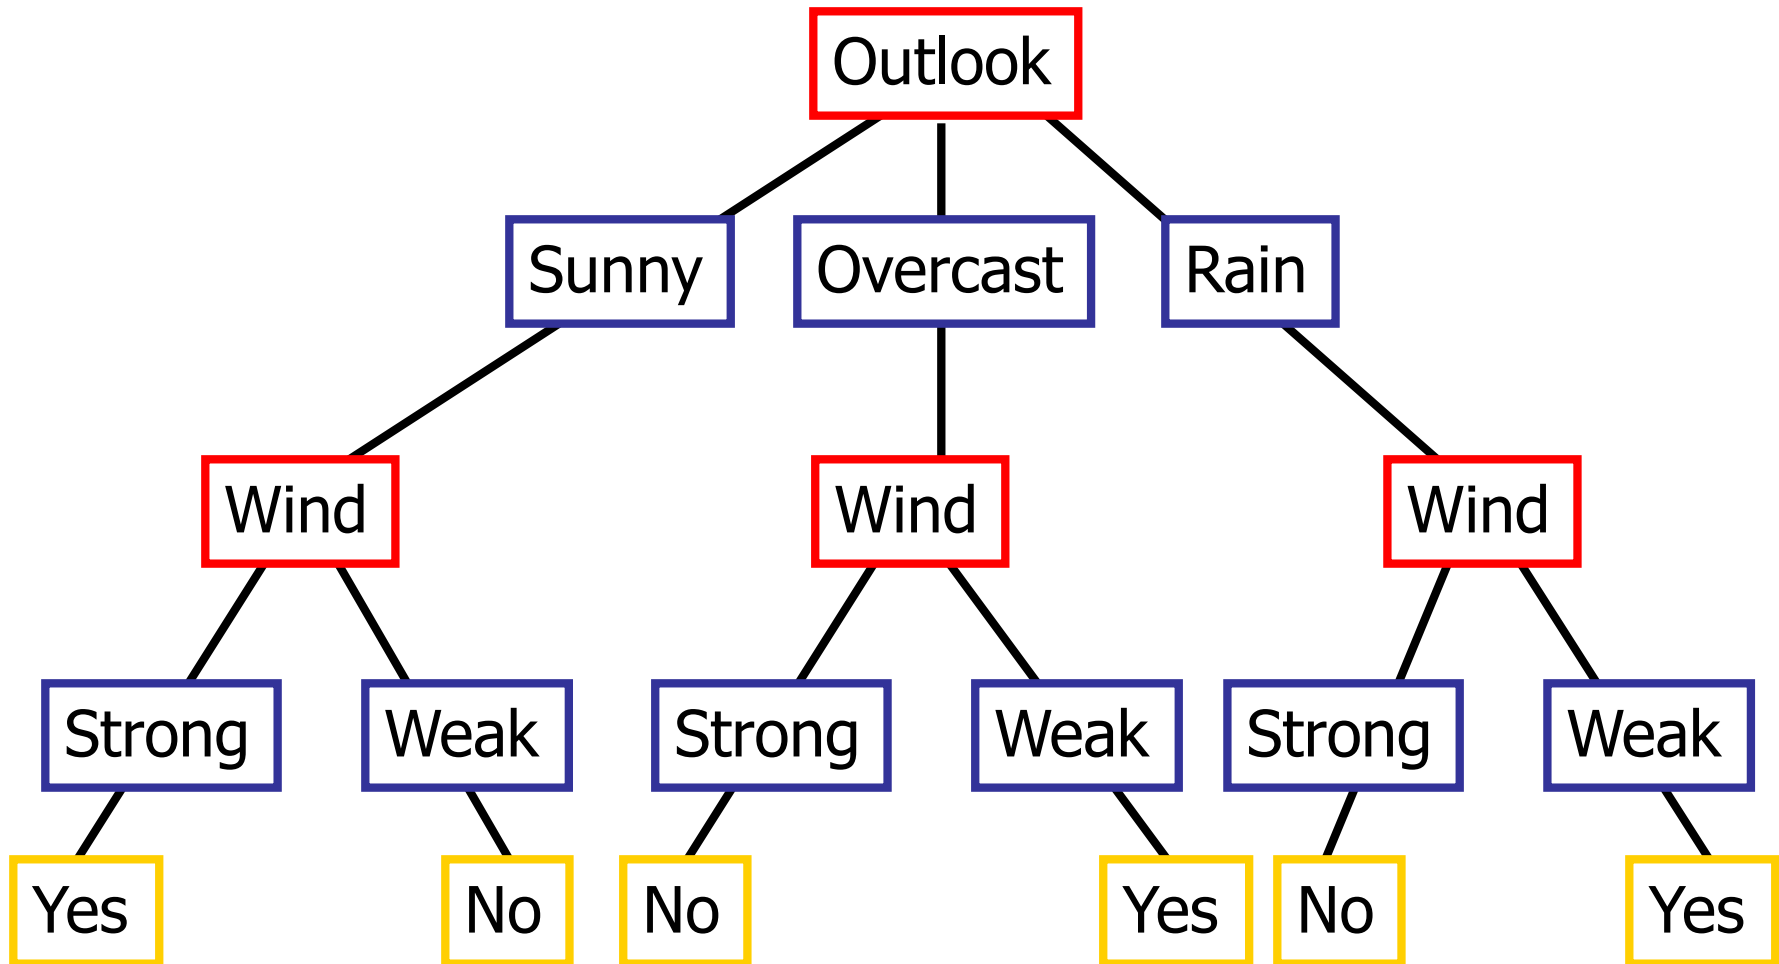 Outlook
Sunny Overcast Rain
Wind Wind Wind
Strong Weak Strong Weak Strong Weak
Yes No No Yes No Yes